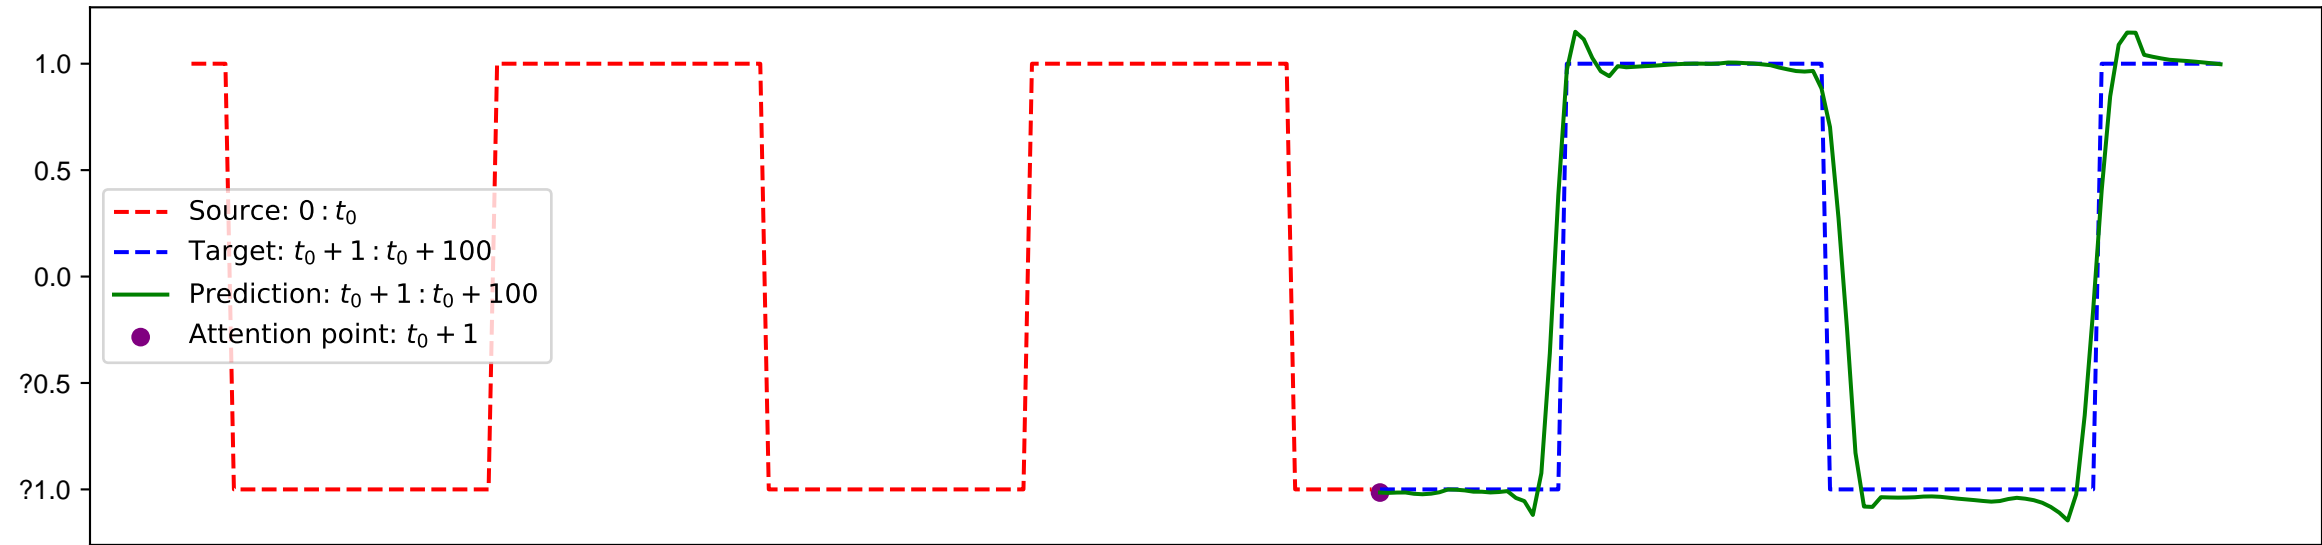 1.0
0.5
0.0
?0.5
?1.0
Source: 0 : t₀
Target: t₀ + 1 : t₀ + 100
Prediction: t₀ + 1 : t₀ + 100
Attention point: t₀ + 1